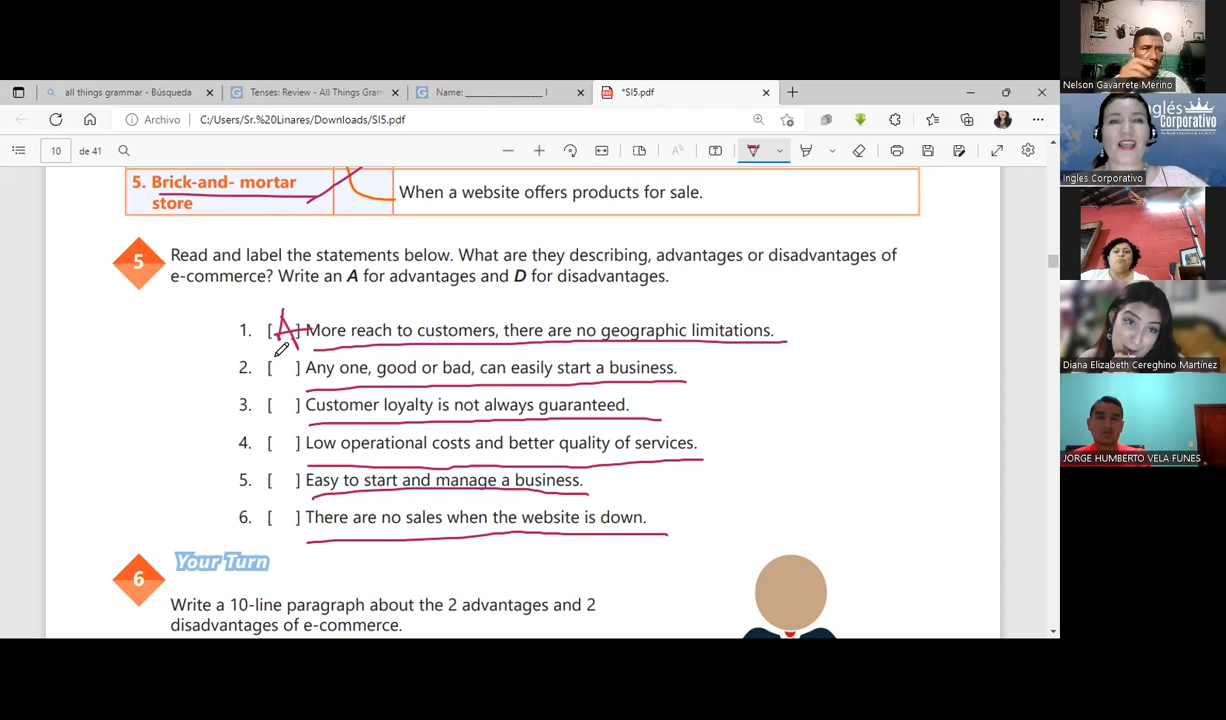 all things grammar - Búsqueda
Tenses: Review - All Things Gram
Name: ____________________ I
*SI5.pdf
Archivo
C:/Users/Sr.%20Linares/Downloads/SI5.pdf
10 de 41
5. Brick-and- mortar
store
When a website offers products for sale.
5
Read and label the statements below. What are they describing, advantages or disadvantages of
e-commerce? Write an A for advantages and D for disadvantages.
1. [ A ] More reach to customers, there are no geographic limitations.
2. [ ] Any one, good or bad, can easily start a business.
3. [ ] Customer loyalty is not always guaranteed.
4. [ ] Low operational costs and better quality of services.
5. [ ] Easy to start and manage a business.
6. [ ] There are no sales when the website is down.
Your Turn
6
Write a 10-line paragraph about the 2 advantages and 2
disadvantages of e-commerce.
Nelson Gavarrete Merino
Inglés
Corporativo
Ingles Corporativo
Diana Elizabeth Cereghino Martínez
JORGE HUMBERTO VELA FUNES